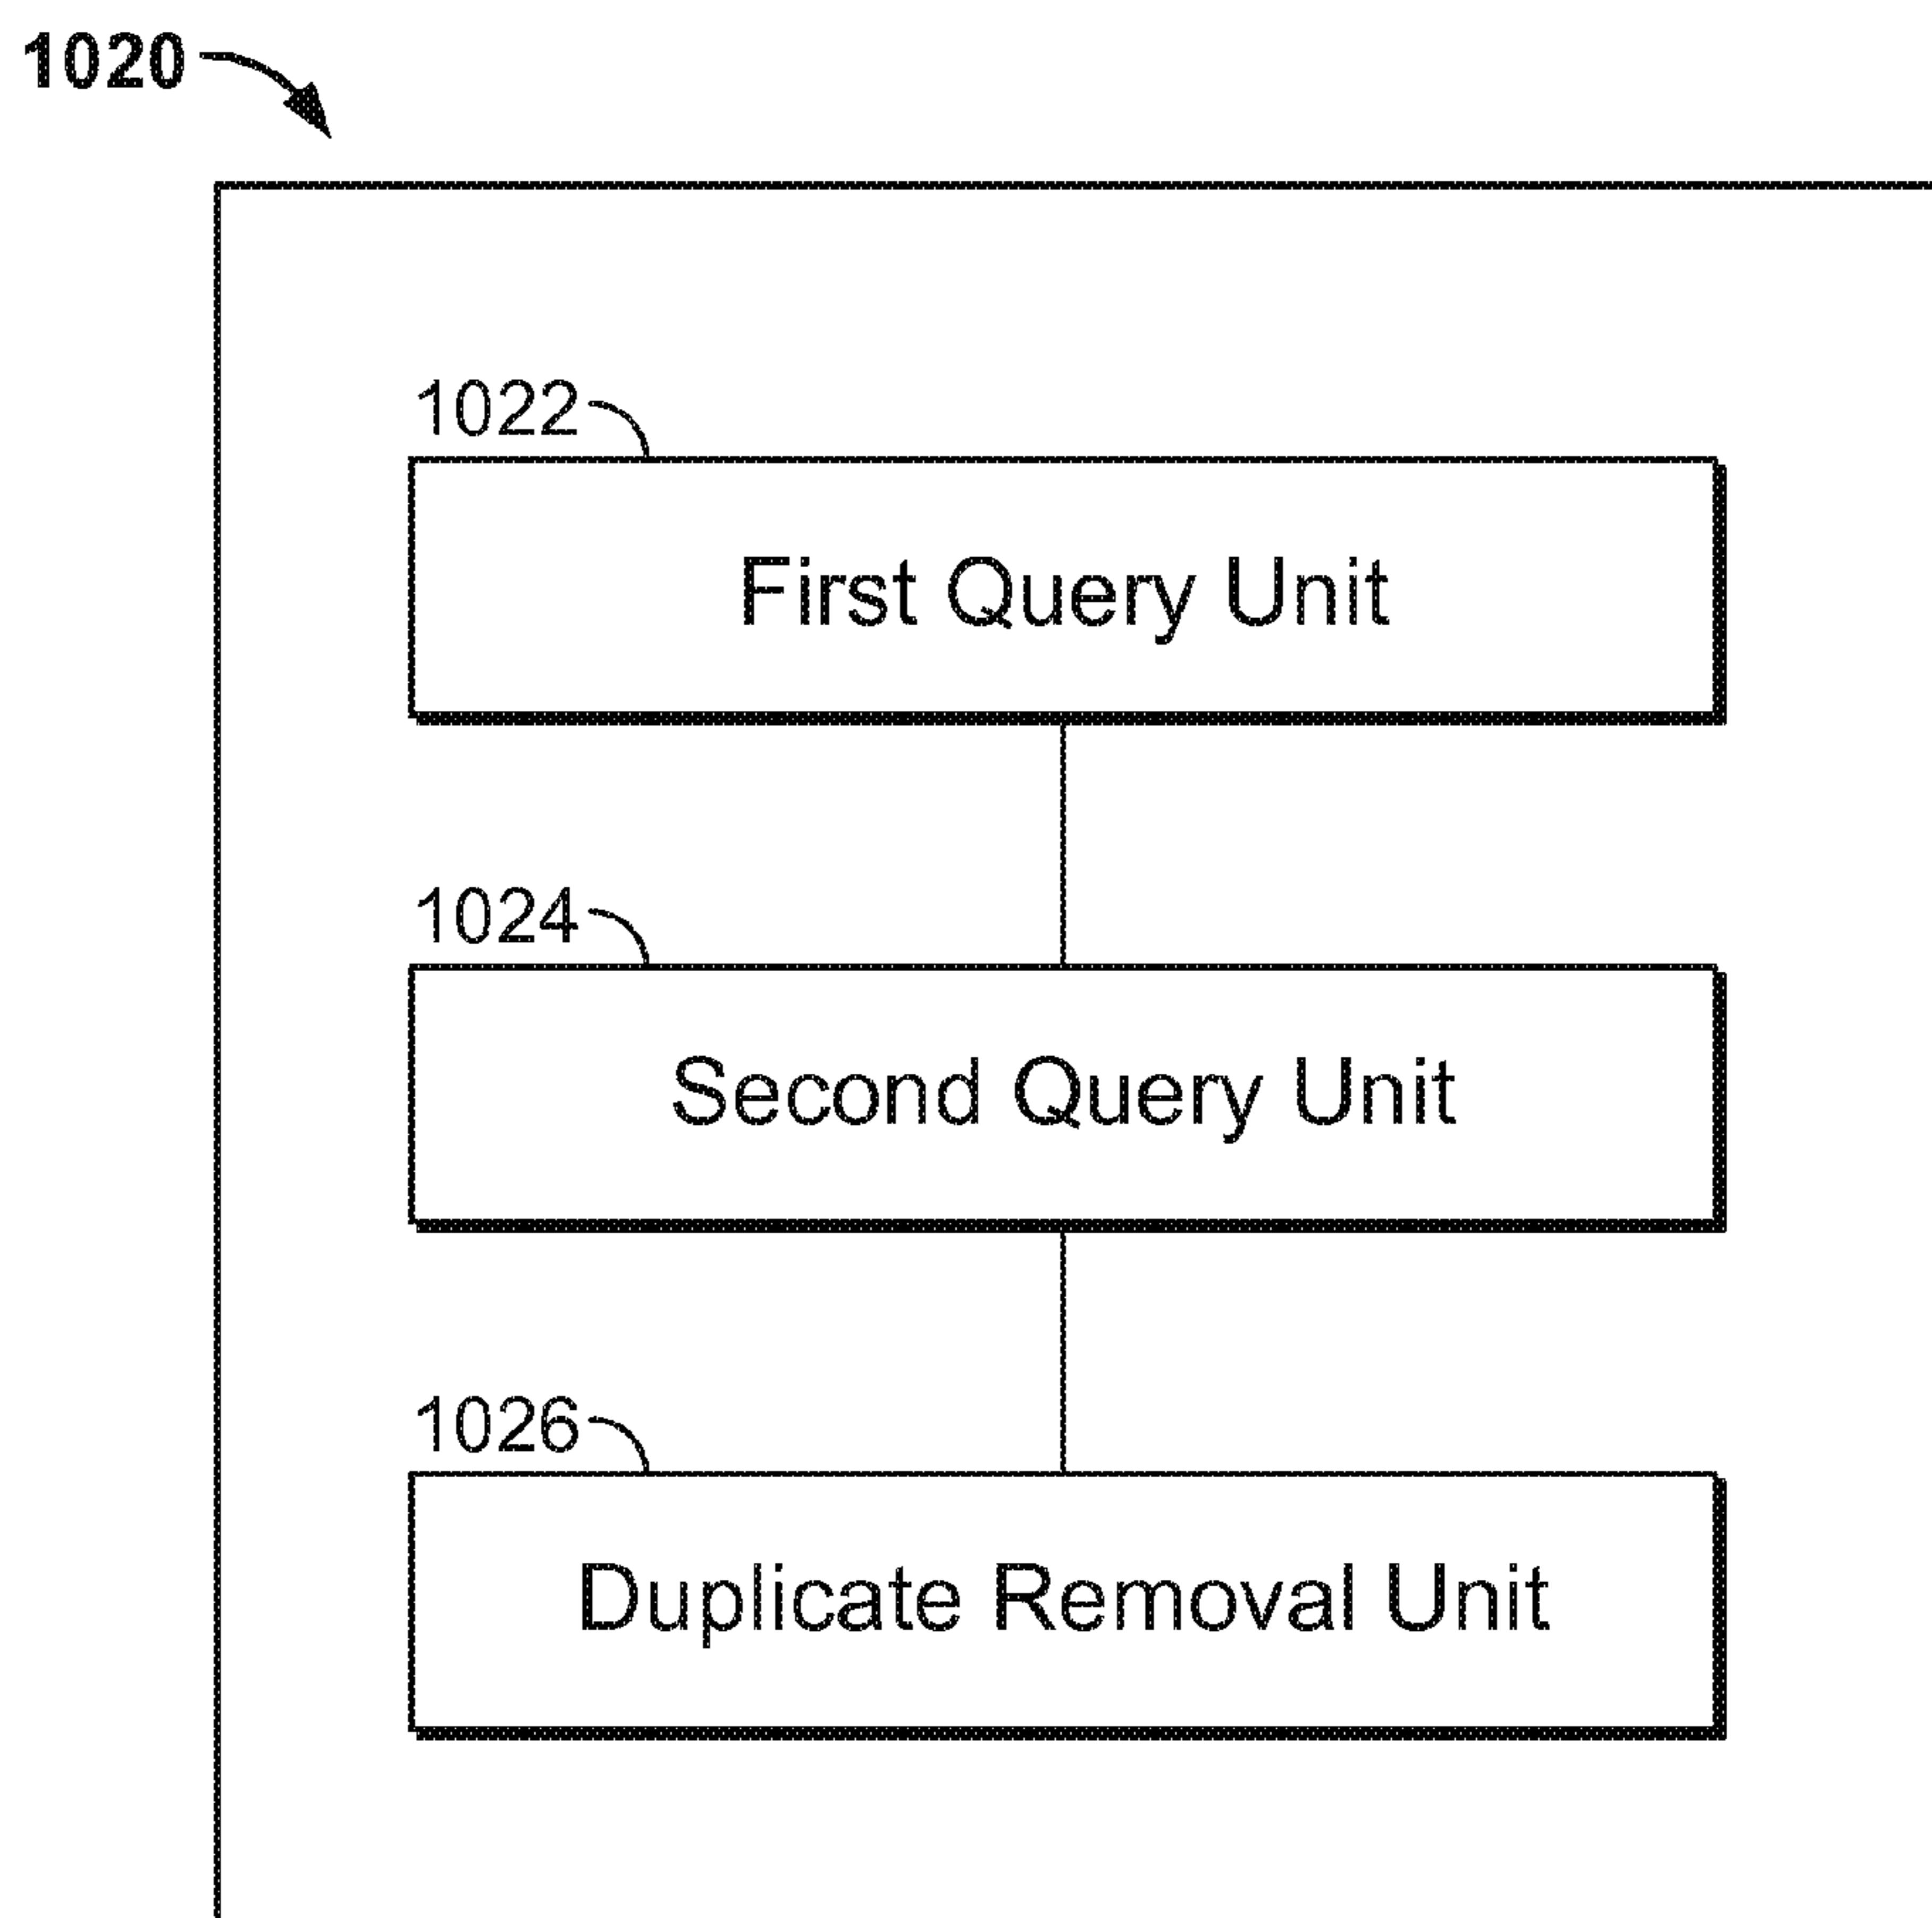 1020
1022
First Query Unit
1024
Second Query Unit
1026
Duplicate Removal Unit